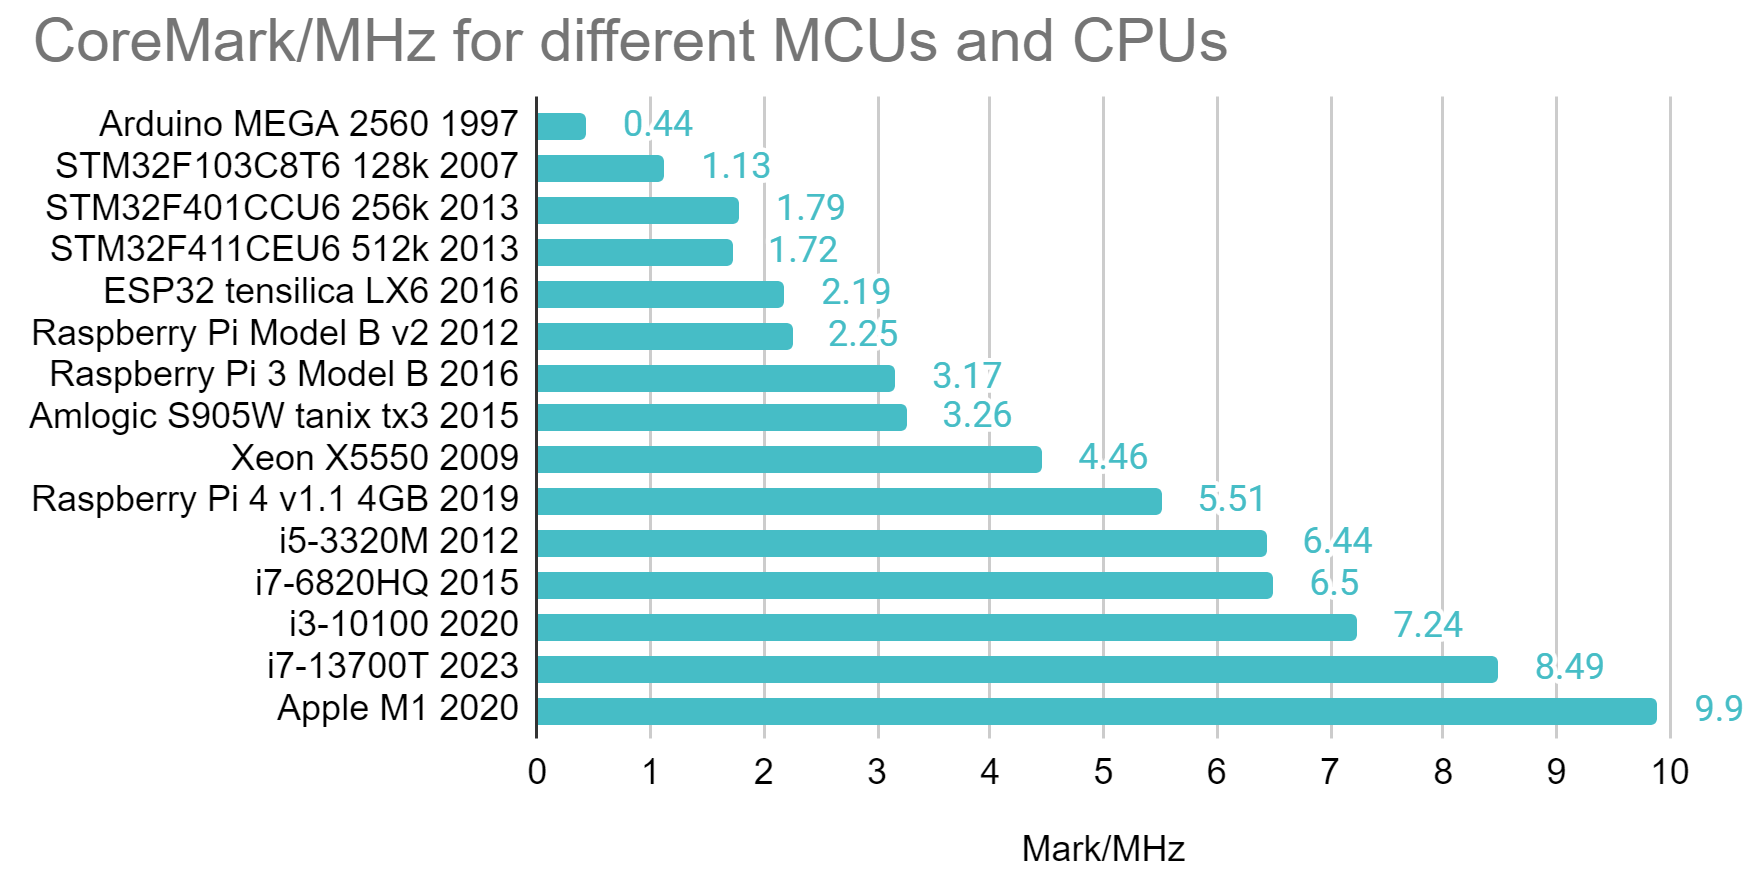 CoreMark/MHz for different MCUs and CPUs
Arduino MEGA 2560 1997 0.44
STM32F103C8T6 128k 2007 1.13
STM32F401CCU6 256k 2013 1.79
STM32F411CEU6 512k 2013 1.72
ESP32 tensilica LX6 2016 2.19
Raspberry Pi Model B v2 2012 2.25
Raspberry Pi 3 Model B 2016 3.17
Amlogic S905W tanix tx3 2015 3.26
Xeon X5550 2009 4.46
Raspberry Pi 4 v1.1 4GB 2019 5.51
i5-3320M 2012 6.44
i7-6820HQ 2015 6.5
i3-10100 2020 7.24
i7-13700T 2023 8.49
Apple M1 2020 9.9
0 1 2 3 4 5 6 7 8 9 10
Mark/MHz